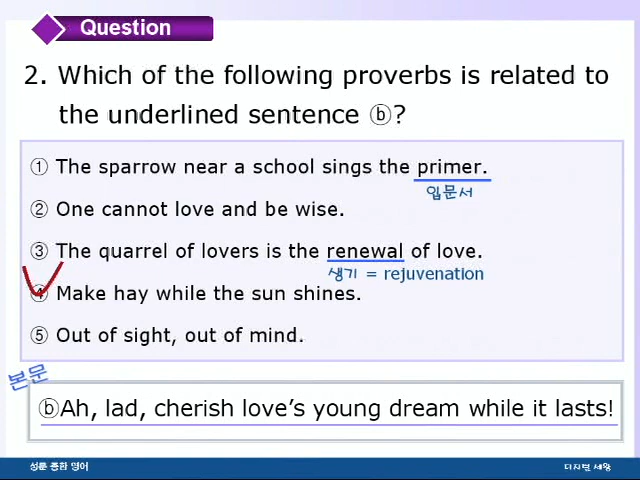 Question
2. Which of the following proverbs is related to
the underlined sentence ⓑ?
① The sparrow near a school sings the primer.
입문서
② One cannot love and be wise.
③ The quarrel of lovers is the renewal of love.
생기 = rejuvenation
④ Make hay while the sun shines.
⑤ Out of sight, out of mind.
본문
ⓑAh, lad, cherish love's young dream while it lasts!
성문 종합 영어
디지털 세왕